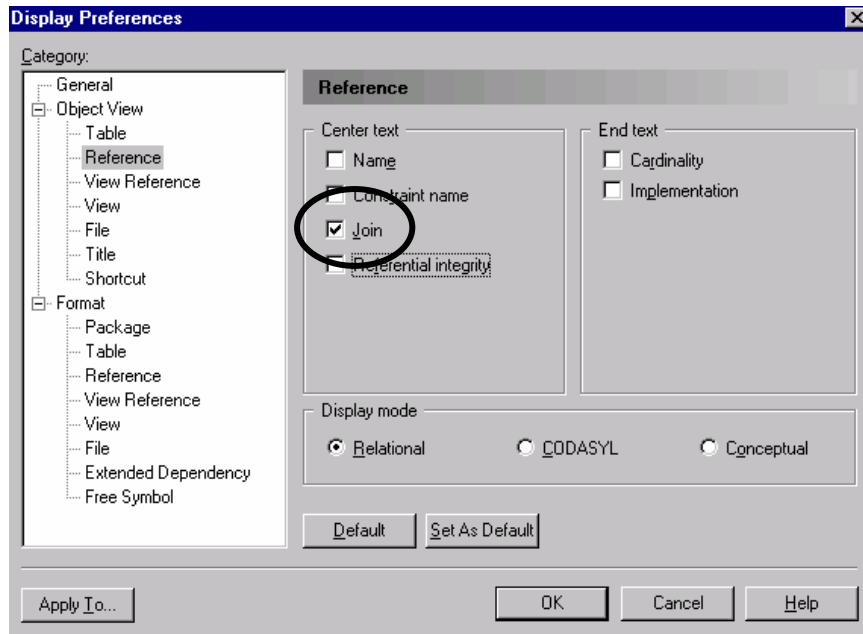 Display Preferences
Category:
General
Object View
Table
Reference
View Reference
View
File
Title
Shortcut
Format
Package
Table
Reference
View Reference
View
File
Extended Dependency
Free Symbol
Reference
Center text
Name
Constraint name
Join
Referential integrity
End text
Cardinality
Implementation
Display mode
Relational CODASYL Conceptual
Default Set As Default
Apply To... OK Cancel Help